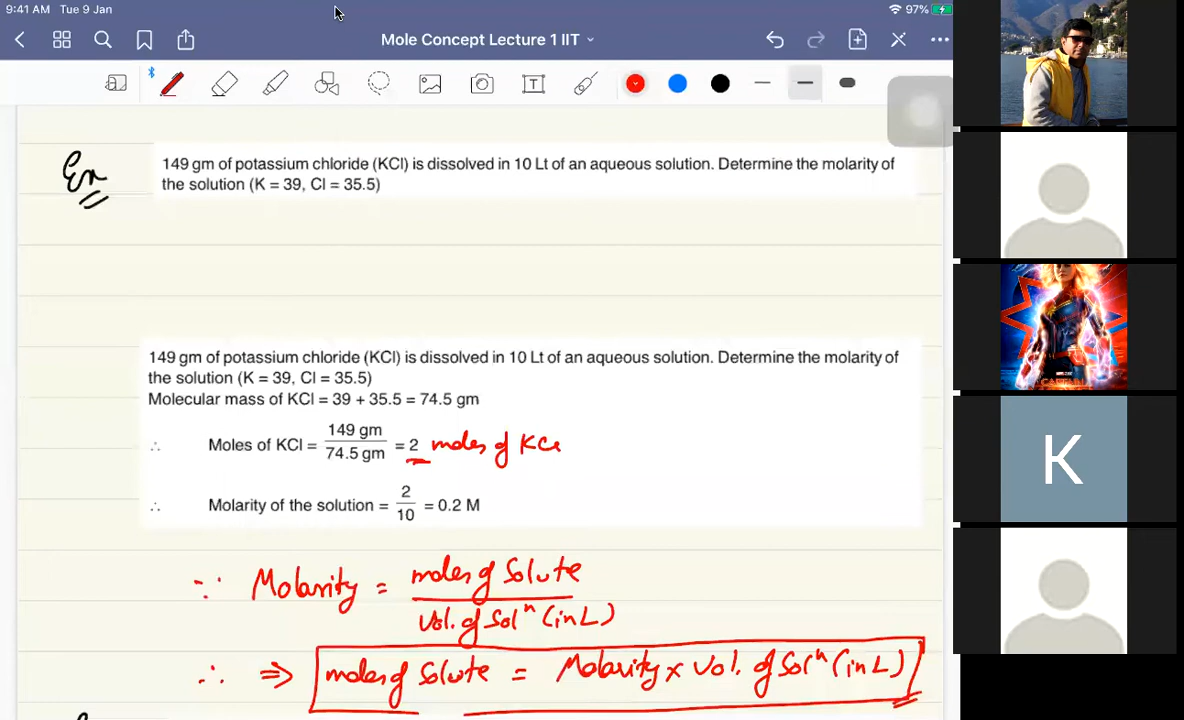 9:41 AM Tue 9 Jan
97%
Mole Concept Lecture 1 IIT
T
Ex
149 gm of potassium chloride (KCl) is dissolved in 10 Lt of an aqueous solution. Determine the molarity of
the solution (K = 39, Cl = 35.5)
149 gm of potassium chloride (KCl) is dissolved in 10 Lt of an aqueous solution. Determine the molarity of
the solution (K = 39, Cl = 35.5)
Molecular mass of KCl = 39 + 35.5 = 74.5 gm
∴ Moles of KCl = 149 gm / 74.5 gm = 2 moles of KCl
∴ Molarity of the solution = 2 / 10 = 0.2 M
∵ Molarity = moles of Solute / Vol. of Solⁿ (in L)
∴ ⇒ moles of Solute = Molarity x Vol. of Solⁿ (in L)
K